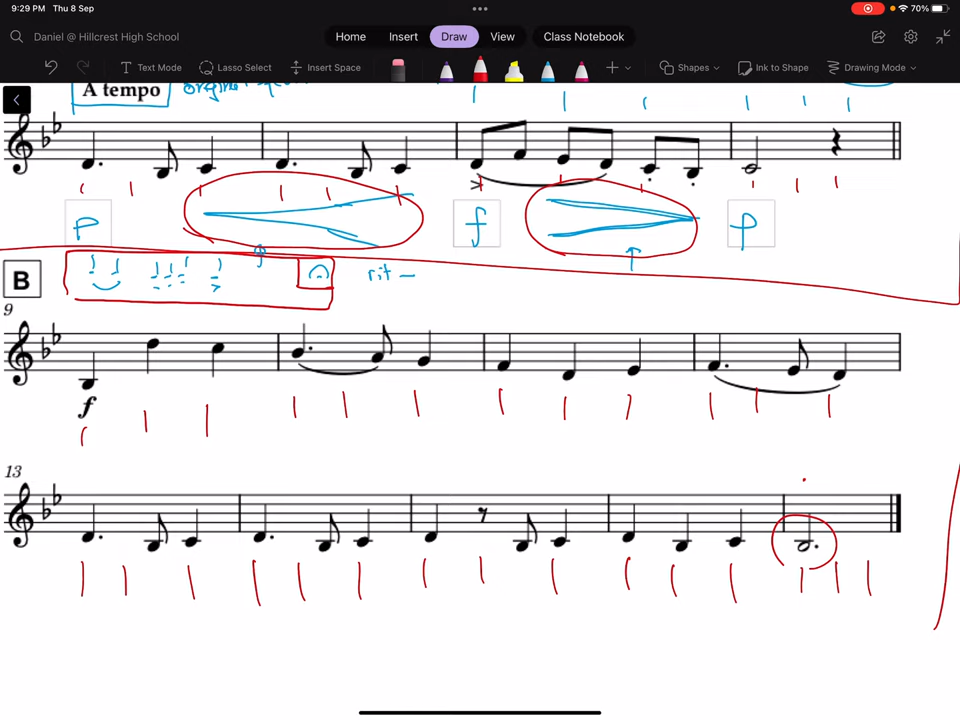 9:29 PM Thu 8 Sep
70%
Daniel @ Hillcrest High School
Home Insert Draw View Class Notebook
Text Mode Lasso Select Insert Space Shapes Ink to Shape Drawing Mode
A tempo
p f p
B
rit
9
f
13